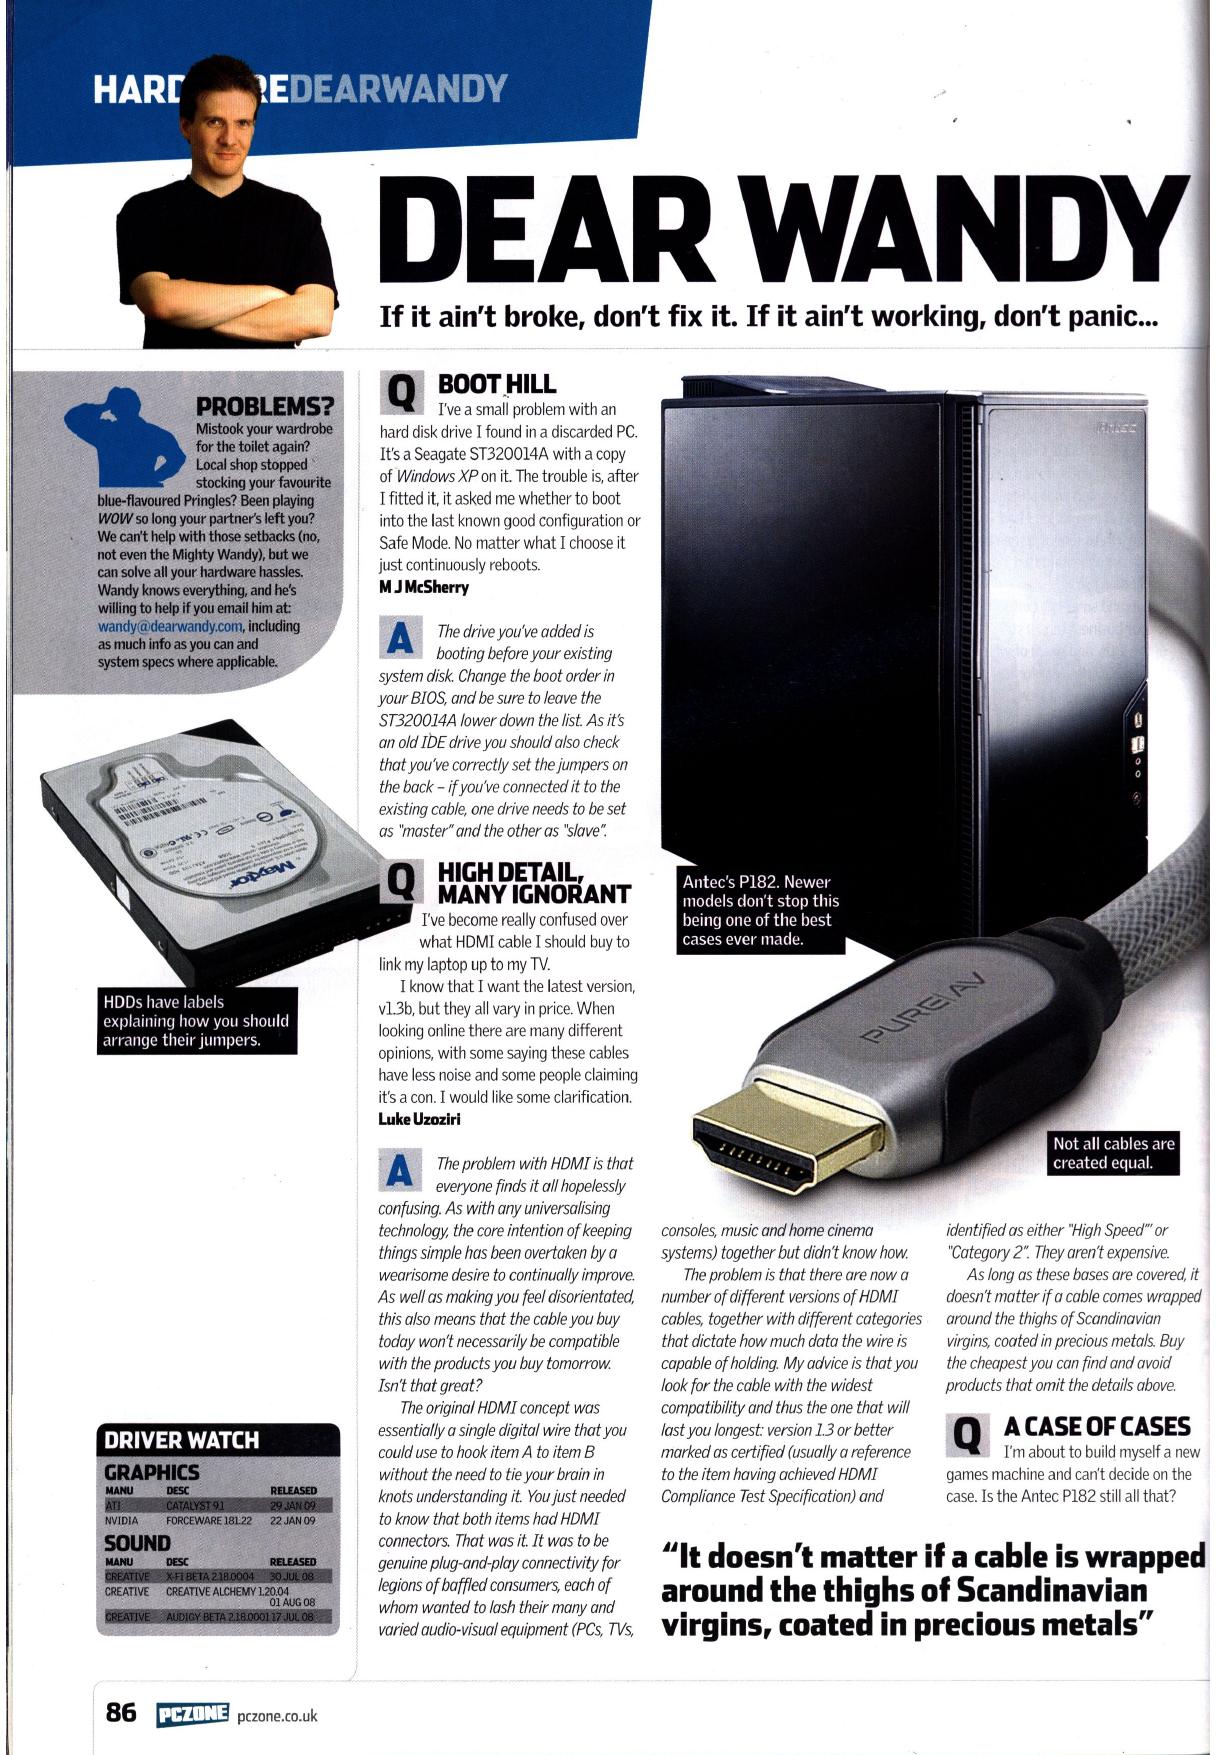 HARD RE DEARWANDY
DEAR WANDY
If it ain't broke, don't fix it. If it ain't working, don't panic...
PROBLEMS?
Mistook your wardrobe
for the toilet again?
Local shop stopped
stocking your favourite
blue-flavoured Pringles? Been playing
WOW so long your partner's left you?
We can't help with those setbacks (no,
not even the Mighty Wandy), but we
can solve all your hardware hassles.
Wandy knows everything, and he's
willing to help if you email him at:
wandy@dearwandy.com, including
as much info as you can and
system specs where applicable.
Maxtor
HDDs have labels
explaining how you should
arrange their jumpers.
DRIVER WATCH
GRAPHICS
MANU DESC RELEASED
ATI CATALYST 9.1 29 JAN 09
NVIDIA FORCEWARE 181.22 22 JAN 09
SOUND
MANU DESC RELEASED
CREATIVE X-FI BETA 2.18.0004 30 JUL 08
CREATIVE CREATIVE ALCHEMY 1.20.04
01 AUG 08
CREATIVE AUDIGY BETA 2.18.0001 17 JUL 08
Q BOOT HILL
I've a small problem with an
hard disk drive I found in a discarded PC.
It's a Seagate ST320014A with a copy
of Windows XP on it. The trouble is, after
I fitted it, it asked me whether to boot
into the last known good configuration or
Safe Mode. No matter what I choose it
just continuously reboots.
M J McSherry
A The drive you've added is
booting before your existing
system disk. Change the boot order in
your BIOS, and be sure to leave the
ST320014A lower down the list. As it's
an old IDE drive you should also check
that you've correctly set the jumpers on
the back – if you've connected it to the
existing cable, one drive needs to be set
as "master" and the other as "slave".
Q HIGH DETAIL,
MANY IGNORANT
I've become really confused over
what HDMI cable I should buy to
link my laptop up to my TV.
I know that I want the latest version,
v1.3b, but they all vary in price. When
looking online there are many different
opinions, with some saying these cables
have less noise and some people claiming
it's a con. I would like some clarification.
Luke Uzoziri
A The problem with HDMI is that
everyone finds it all hopelessly
confusing. As with any universalising
technology, the core intention of keeping
things simple has been overtaken by a
wearisome desire to continually improve.
As well as making you feel disorientated,
this also means that the cable you buy
today won't necessarily be compatible
with the products you buy tomorrow.
Isn't that great?
The original HDMI concept was
essentially a single digital wire that you
could use to hook item A to item B
without the need to tie your brain in
knots understanding it. You just needed
to know that both items had HDMI
connectors. That was it. It was to be
genuine plug-and-play connectivity for
legions of baffled consumers, each of
whom wanted to lash their many and
varied audio-visual equipment (PCs, TVs,
Antec
Antec's P182. Newer
models don't stop this
being one of the best
cases ever made.
PURE|AV
Not all cables are
created equal.
consoles, music and home cinema
systems) together but didn't know how.
The problem is that there are now a
number of different versions of HDMI
cables, together with different categories
that dictate how much data the wire is
capable of holding. My advice is that you
look for the cable with the widest
compatibility and thus the one that will
last you longest: version 1.3 or better
marked as certified (usually a reference
to the item having achieved HDMI
Compliance Test Specification) and
identified as either "High Speed"' or
"Category 2". They aren't expensive.
As long as these bases are covered, it
doesn't matter if a cable comes wrapped
around the thighs of Scandinavian
virgins, coated in precious metals. Buy
the cheapest you can find and avoid
products that omit the details above.
Q A CASE OF CASES
I'm about to build myself a new
games machine and can't decide on the
case. Is the Antec P182 still all that?
"It doesn't matter if a cable is wrapped
around the thighs of Scandinavian
virgins, coated in precious metals"
86 PCZONE pczone.co.uk